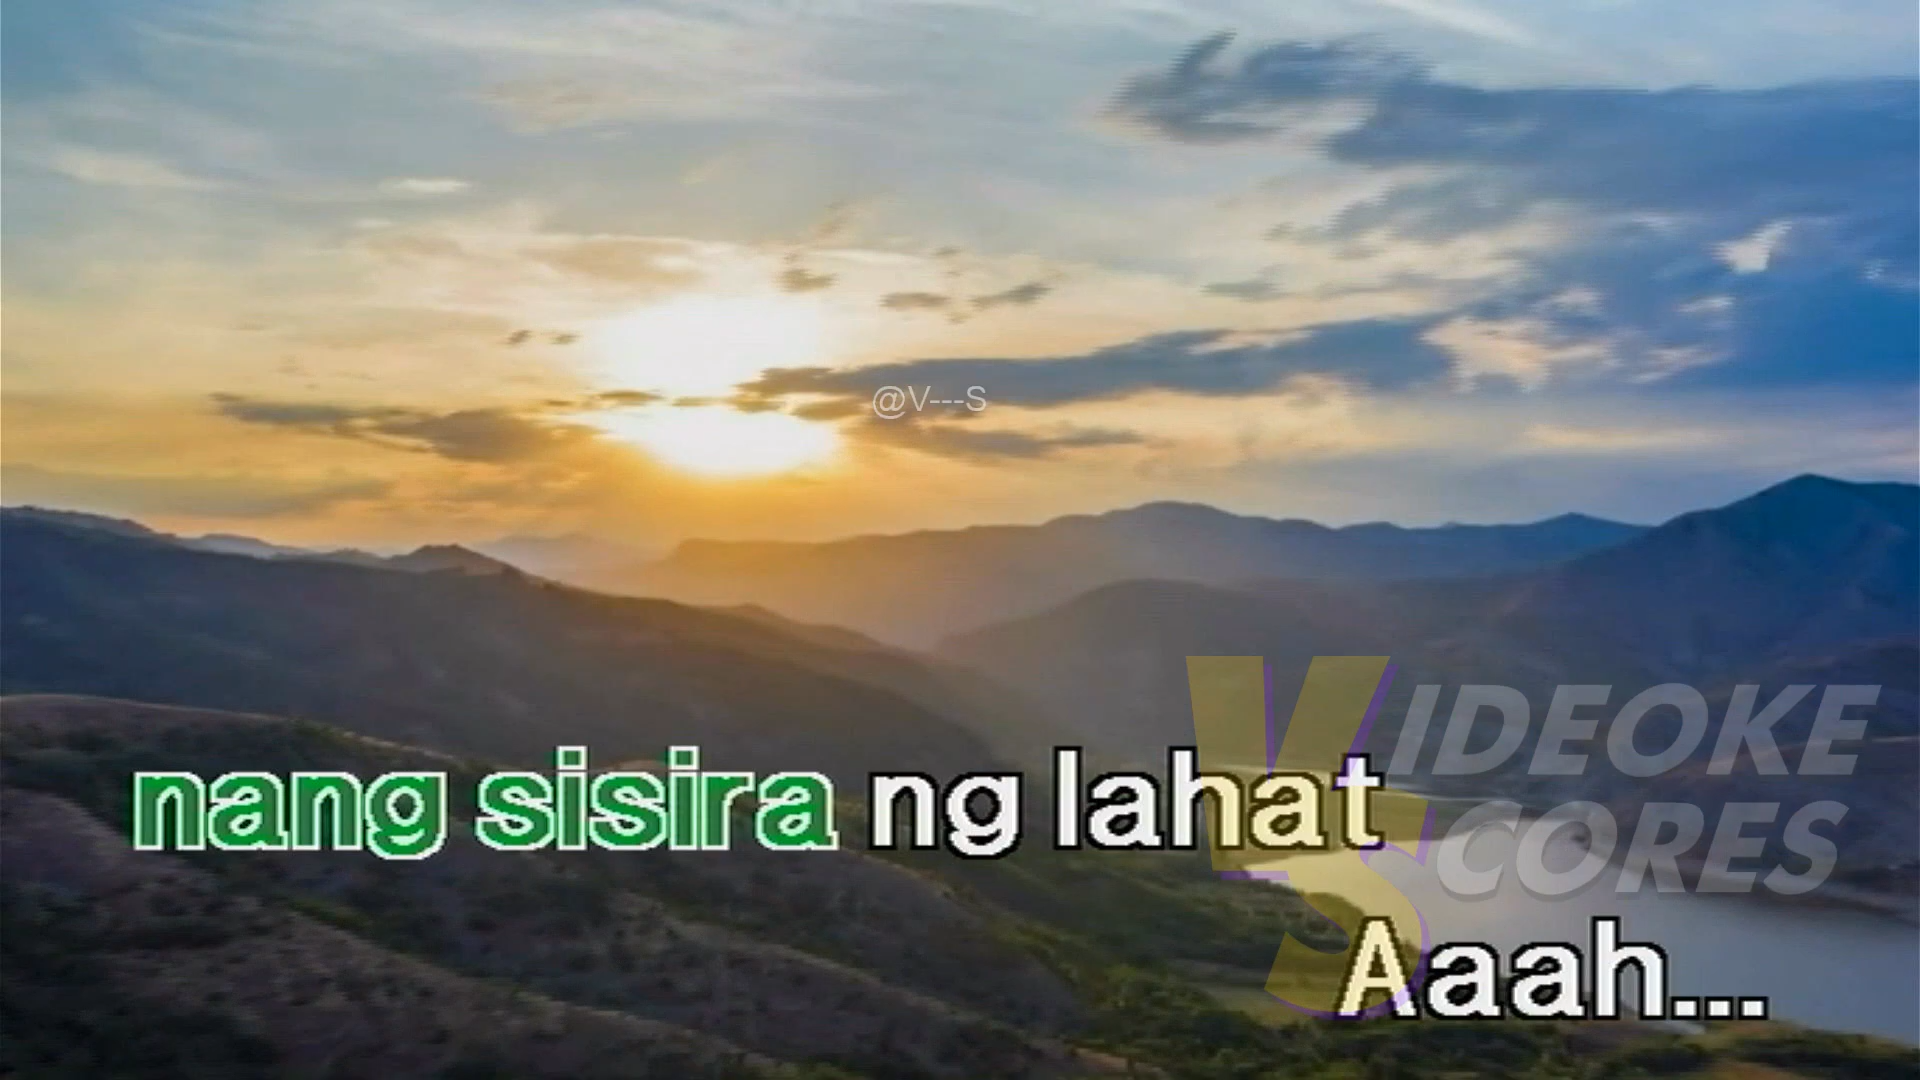 @V---S
VIDEOKE
SCORES
nang sisira ng lahat
Aaah...